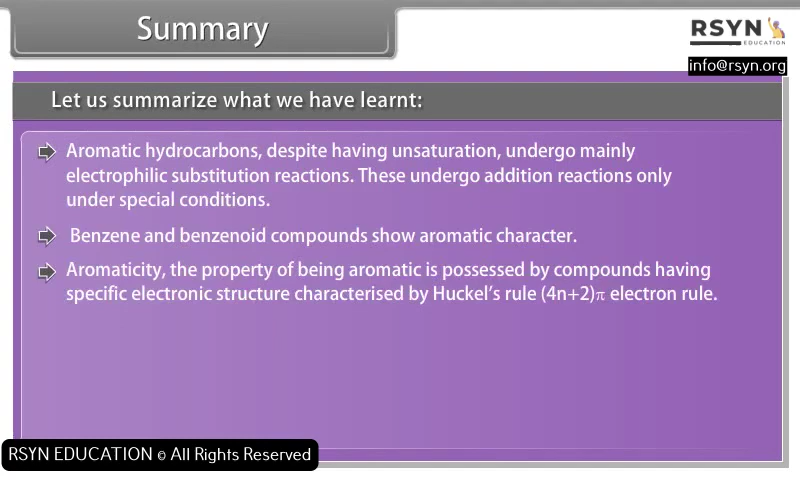 Summary
RSYN
EDUCATION
info@rsyn.org
Let us summarize what we have learnt:
Aromatic hydrocarbons, despite having unsaturation, undergo mainly
electrophilic substitution reactions. These undergo addition reactions only
under special conditions.
Benzene and benzenoid compounds show aromatic character.
Aromaticity, the property of being aromatic is possessed by compounds having
specific electronic structure characterised by Huckel’s rule (4n+2)π electron rule.
RSYN EDUCATION © All Rights Reserved